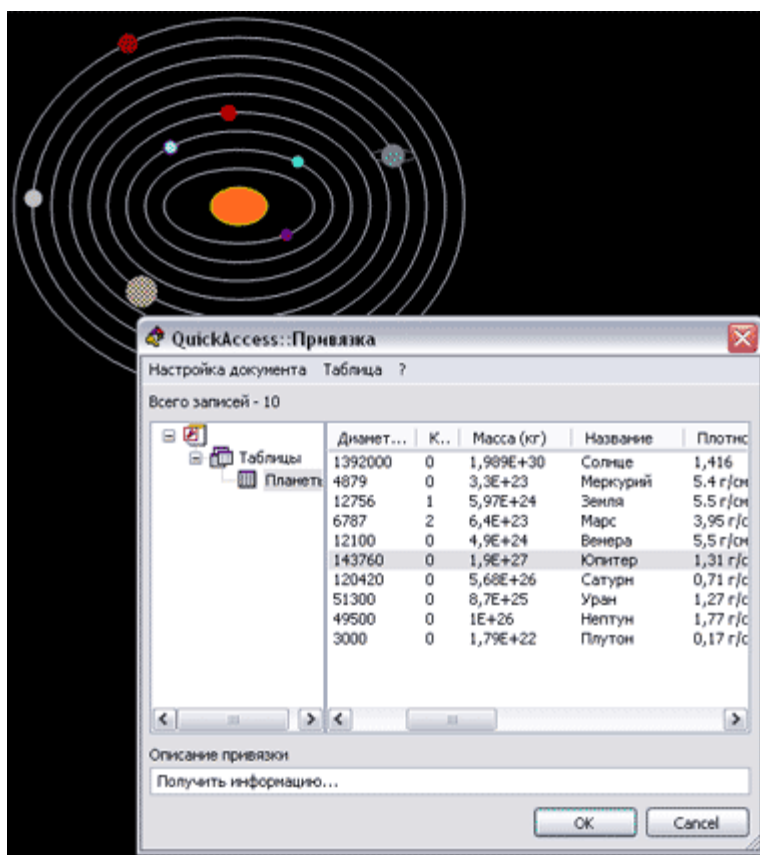 QuickAccess::Привязка
Настройка документа Таблица ?
Всего записей - 10
Таблицы
Планеты
Диамет... К.. Масса (кг) Название Плотнс
1392000 0 1,989E+30 Солнце 1,416
4879 0 3,3E+23 Меркурий 5.4 г/см
12756 1 5,97E+24 Земля 5.5 г/см
6787 2 6,4E+23 Марс 3,95 г/с
12100 0 4,9E+24 Венера 5,5 г/см
143760 0 1,9E+27 Юпитер 1,31 г/с
120420 0 5,68E+26 Сатурн 0,71 г/с
51300 0 8,7E+25 Уран 1,27 г/с
49500 0 1E+26 Нептун 1,77 г/с
3000 0 1,79E+22 Плутон 0,17 г/с
Описание привязки
Получить информацию...
OK Cancel